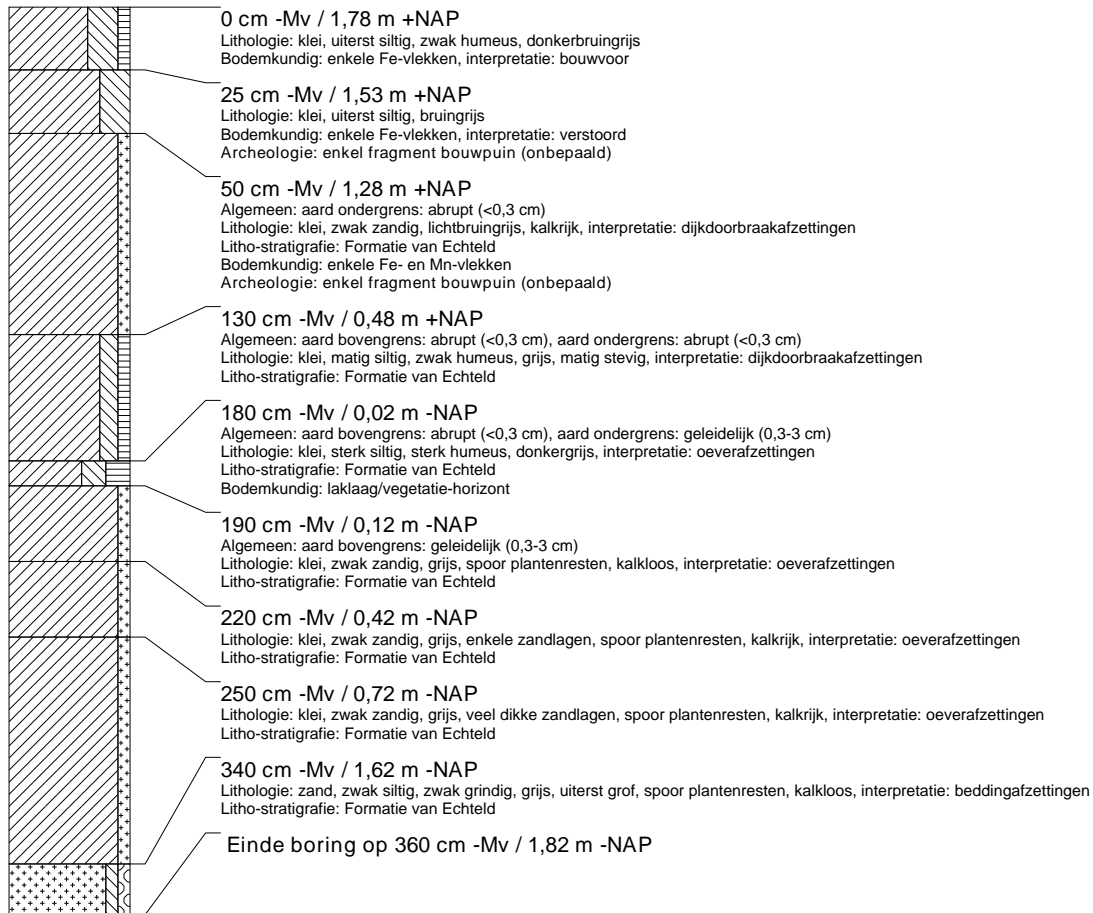 0 cm -Mv / 1,78 m +NAP
Lithologie: klei, uiterst siltig, zwak humeus, donkerbruingrijs
Bodemkundig: enkele Fe-vlekken, interpretatie: bouwvoor
25 cm -Mv / 1,53 m +NAP
Lithologie: klei, uiterst siltig, bruingrijs
Bodemkundig: enkele Fe-vlekken, interpretatie: verstoord
Archeologie: enkel fragment bouwpuin (onbepaald)
50 cm -Mv / 1,28 m +NAP
Algemeen: aard ondergrens: abrupt (<0,3 cm)
Lithologie: klei, zwak zandig, lichtbruingrijs, kalkrijk, interpretatie: dijkdoorbraakafzettingen
Litho-stratigrafie: Formatie van Echteld
Bodemkundig: enkele Fe- en Mn-vlekken
Archeologie: enkel fragment bouwpuin (onbepaald)
130 cm -Mv / 0,48 m +NAP
Algemeen: aard bovengrens: abrupt (<0,3 cm), aard ondergrens: abrupt (<0,3 cm)
Lithologie: klei, matig siltig, zwak humeus, grijs, matig stevig, interpretatie: dijkdoorbraakafzettingen
Litho-stratigrafie: Formatie van Echteld
180 cm -Mv / 0,02 m -NAP
Algemeen: aard bovengrens: abrupt (<0,3 cm), aard ondergrens: geleidelijk (0,3-3 cm)
Lithologie: klei, sterk siltig, sterk humeus, donkergrijs, interpretatie: oeverafzettingen
Litho-stratigrafie: Formatie van Echteld
Bodemkundig: laklaag/vegetatie-horizont
190 cm -Mv / 0,12 m -NAP
Algemeen: aard bovengrens: geleidelijk (0,3-3 cm)
Lithologie: klei, zwak zandig, grijs, spoor plantenresten, kalkloos, interpretatie: oeverafzettingen
Litho-stratigrafie: Formatie van Echteld
220 cm -Mv / 0,42 m -NAP
Lithologie: klei, zwak zandig, grijs, enkele zandlagen, spoor plantenresten, kalkrijk, interpretatie: oeverafzettingen
Litho-stratigrafie: Formatie van Echteld
250 cm -Mv / 0,72 m -NAP
Lithologie: klei, zwak zandig, grijs, veel dikke zandlagen, spoor plantenresten, kalkrijk, interpretatie: oeverafzettingen
Litho-stratigrafie: Formatie van Echteld
340 cm -Mv / 1,62 m -NAP
Lithologie: zand, zwak siltig, zwak grindig, grijs, uiterst grof, spoor plantenresten, kalkloos, interpretatie: beddingafzettingen
Litho-stratigrafie: Formatie van Echteld
Einde boring op 360 cm -Mv / 1,82 m -NAP